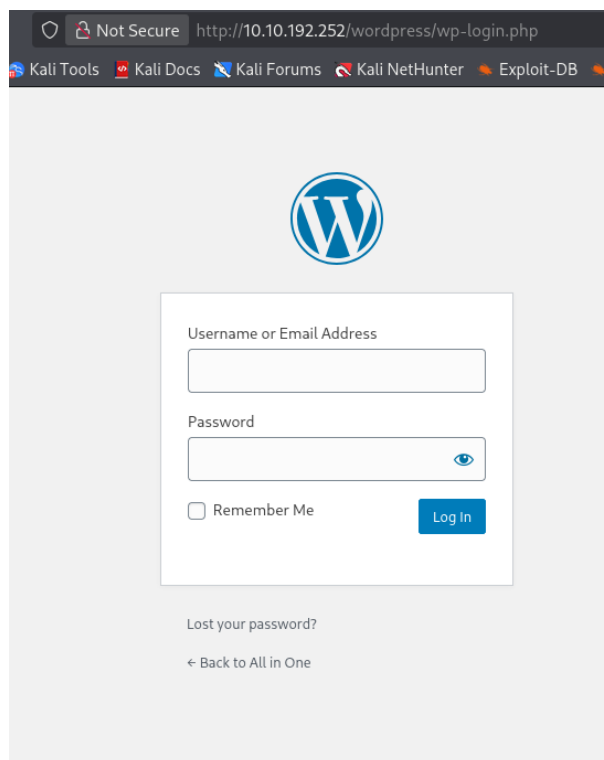 Not Secure http://10.10.192.252/wordpress/wp-login.php
Kali Tools Kali Docs Kali Forums Kali NetHunter Exploit-DB
W
Username or Email Address
Password
Remember Me Log In
Lost your password?
← Back to All in One